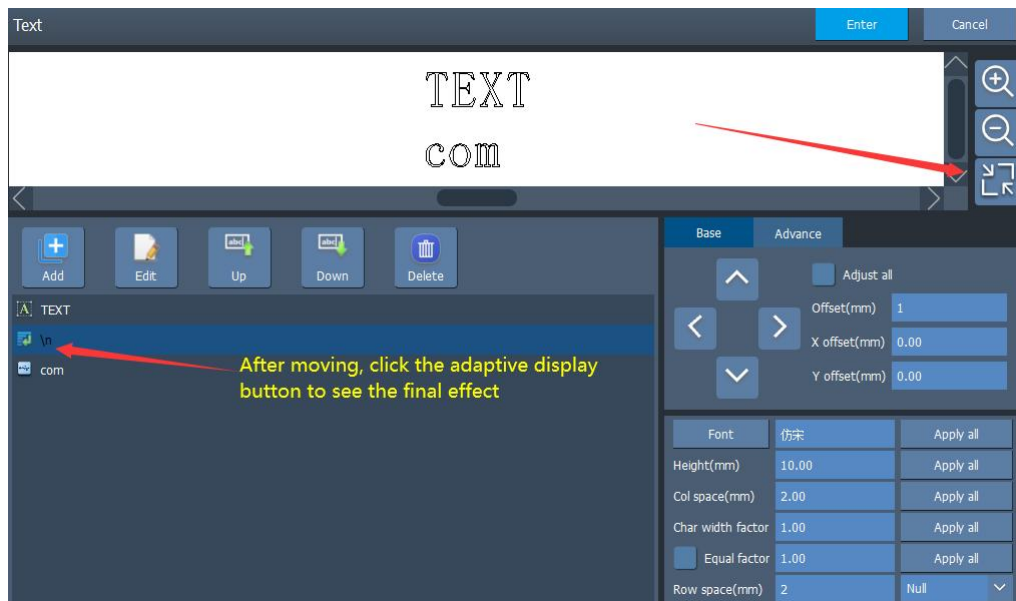 Text
Enter
Cancel
TEXT
com
Add
Edit
Up
Down
Delete
TEXT
\n
com
After moving, click the adaptive display
button to see the final effect
Base
Advance
Adjust all
Offset(mm) 1
X offset(mm) 0.00
Y offset(mm) 0.00
Font 仿宋 Apply all
Height(mm) 10.00 Apply all
Col space(mm) 2.00 Apply all
Char width factor 1.00 Apply all
Equal factor 1.00 Apply all
Row space(mm) 2 Null